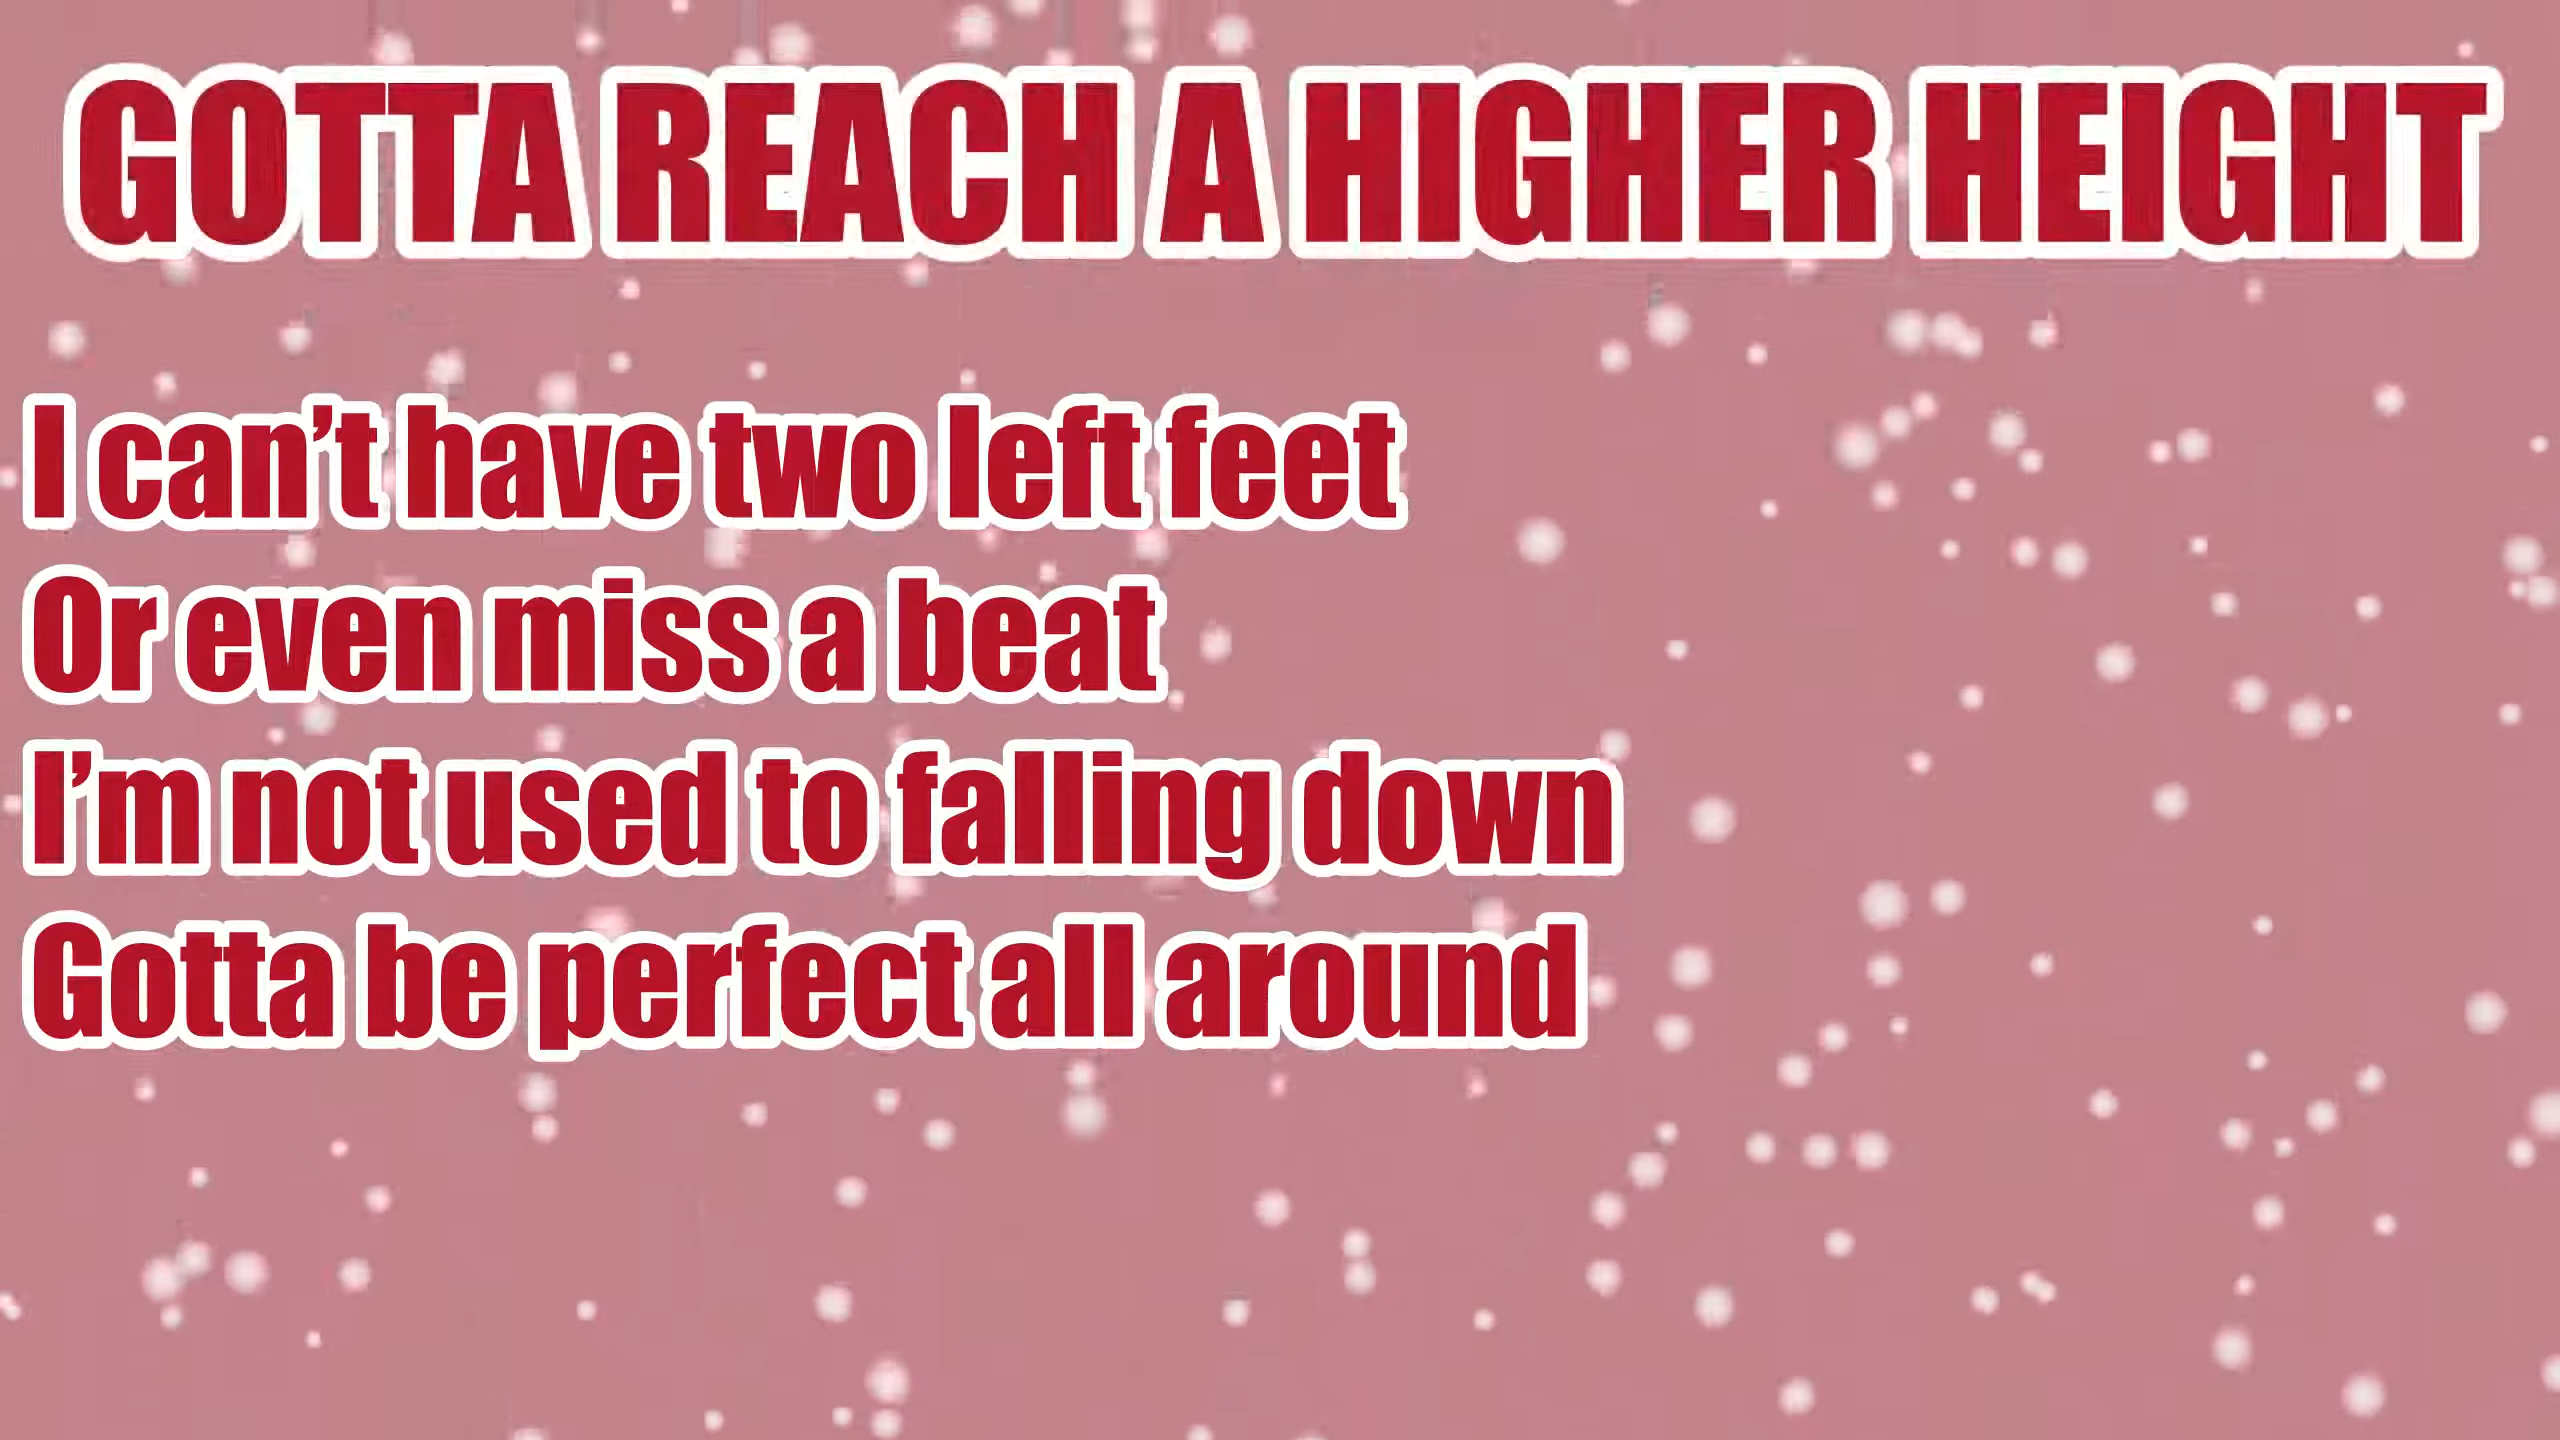 GOTTA REACH A HIGHER HEIGHT
I can’t have two left feet
Or even miss a beat
I’m not used to falling down
Gotta be perfect all around